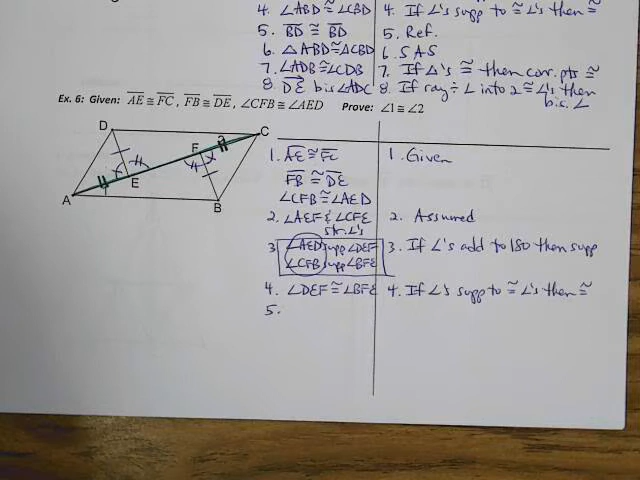 4. ∠ABD ≅ ∠CBD 4. If ∠'s supp to ≅ ∠'s then ≅
5. BD ≅ BD 5. Ref.
6. △ABD ≅ △CBD 6. SAS
7. ∠ADB ≅ ∠CDB 7. If △'s ≅ then cor. pts ≅
8 DE bis ∠ADC 8. If ray ÷ ∠ into 2 ≅ ∠'s then
bis. ∠
Ex. 6: Given: AE ≅ FC, FB ≅ DE, ∠CFB ≅ ∠AED Prove: ∠1 ≅ ∠2
D
C
F
E
A
B
1. AE ≅ FC 1. Given
FB ≅ DE
∠CFB ≅ ∠AED
2. ∠AEF & ∠CFE 2. Assumed
str. ∠'s
3 ∠AED supp ∠DEF 3. If ∠'s add to 180 then supp
∠CFB supp ∠BFE
4. ∠DEF ≅ ∠BFE 4. If ∠'s supp to ≅ ∠'s then ≅
5.